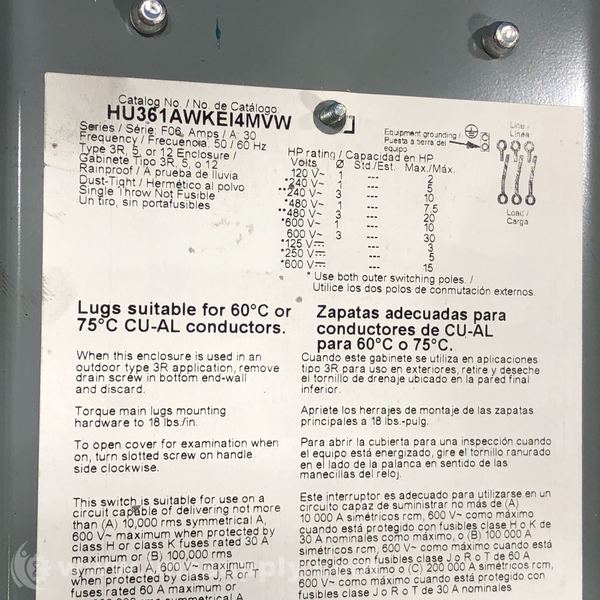 Catalog No. / No. de Catálogo:
HU361AWKEI4MVW
Series / Série: F06 Amps / A: 30
Frequency / Frecuencia: 50 / 60 Hz
Type 3R, 5, or 12 Enclosure /
Gabinete Tipo 3R, 5, o 12
Rainproof / A prueba de lluvia
Dust-Tight / Hermético al polvo
Single Throw Not Fusible
Un tiro, sin portafusibles
Equipment grounding /
Puesta a tierra del
equipo
Line /
Línea
Load /
Carga
HP rating / Capacidad en HP
Volts Ø Std./Est. Max./Máx.
120 V~ 1 --- 2
240 V~ 1 --- 5
**240 V~ 3 --- 10
*480 V~ 1 --- 7.5
**480 V~ 3 --- 20
*600 V~ 1 --- 10
600 V~ 3 --- 30
*125 V --- 3
*250 V --- 5
*600 V --- 15
* Use both outer switching poles. /
Utilice los dos polos de conmutación externos.
Lugs suitable for 60°C or
75°C CU-AL conductors.
When this enclosure is used in an
outdoor type 3R application, remove
drain screw in bottom end-wall
and discard.
Torque main lugs mounting
hardware to 18 lbs./in.
To open cover for examination when
on, turn slotted screw on handle
side clockwise.
This switch is suitable for use on a
circuit capable of delivering not more
than (A) 10,000 rms symmetrical A,
600 V~ maximum when protected by
class H or class K fuses rated 30 A
maximum or (B) 100,000 rms
symmetrical A, 600 V~ maximum
when protected by class J, R or
fuses rated 60 A maximum or
Zapatas adecuadas para
conductores de CU-AL
para 60°C o 75°C.
Cuando este gabinete se utiliza en aplicaciones
tipo 3R para uso en exteriores, retire y deseche
el tornillo de drenaje ubicado en la pared final
inferior.
Apriete los herrajes de montaje de las zapatas
principales a 18 lbs.-pulg.
Para abrir la cubierta para una inspección cuando
el equipo está energizado, gire el tornillo ranurado
en el lado de la palanca en sentido de las
manecillas del reloj.
Este interruptor es adecuado para utilizarse en un
circuito capaz de suministrar no más de (A)
10 000 A simétricos rcm, 600 V~ como máximo
cuando está protegido con fusibles clase H o K de
30 A nominales como máximo, o (B) 100 000 A
simétricos rcm, 600 V~ como máximo cuando está
protegido con fusibles clase J o R o T de 60 A
nominales máximo o (C) 200 000 A simétricos rcm,
600 V~ como máximo cuando está protegido con
fusibles clase J o R o T de 30 A nominales